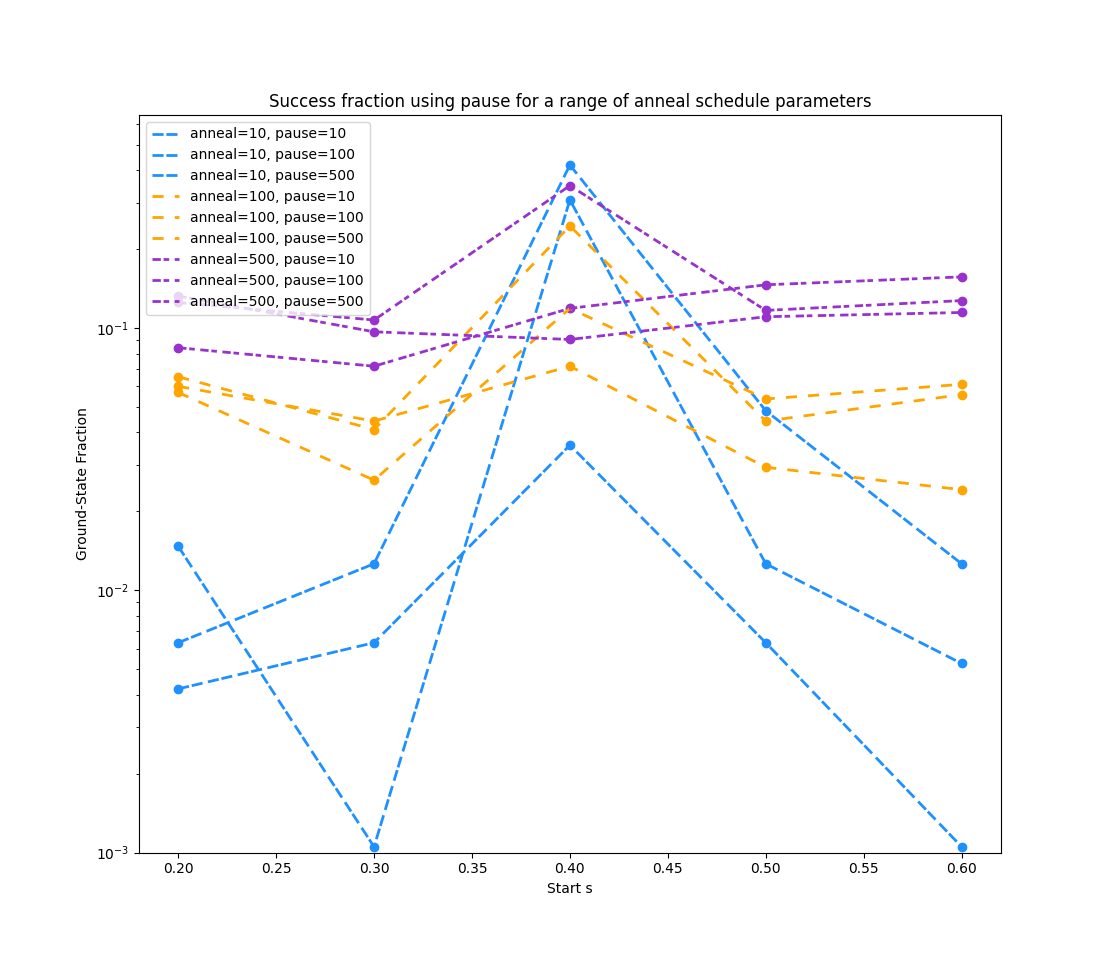 Success fraction using pause for a range of anneal schedule parameters
anneal=10, pause=10
anneal=10, pause=100
anneal=10, pause=500
anneal=100, pause=10
anneal=100, pause=100
anneal=100, pause=500
anneal=500, pause=10
anneal=500, pause=100
anneal=500, pause=500
Ground-State Fraction
10⁻¹
10⁻²
10⁻³
0.20 0.25 0.30 0.35 0.40 0.45 0.50 0.55 0.60
Start s